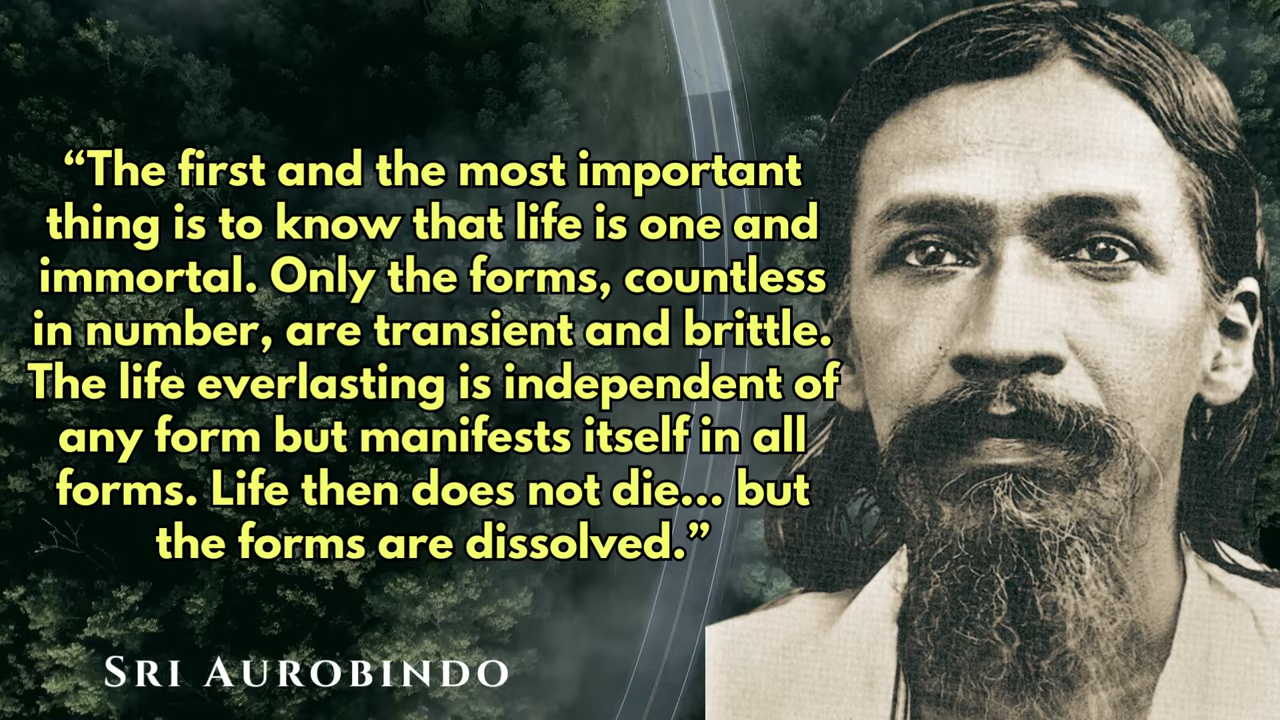 “The first and the most important
thing is to know that life is one and
immortal. Only the forms, countless
in number, are transient and brittle.
The life everlasting is independent of
any form but manifests itself in all
forms. Life then does not die... but
the forms are dissolved.”
Sri Aurobindo